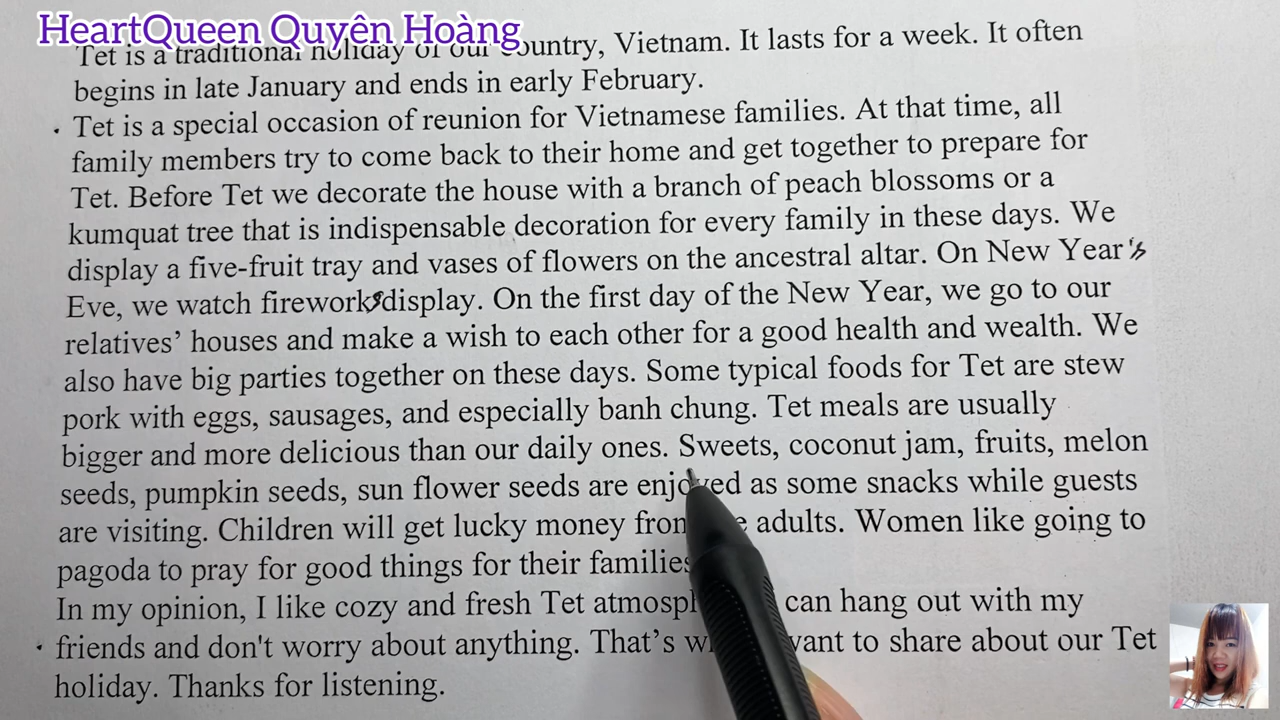 HeartQueen Quyên Hoàng
Tet is a traditional holiday of our country, Vietnam. It lasts for a week. It often
begins in late January and ends in early February.
Tet is a special occasion of reunion for Vietnamese families. At that time, all
family members try to come back to their home and get together to prepare for
Tet. Before Tet we decorate the house with a branch of peach blossoms or a
kumquat tree that is indispensable decoration for every family in these days. We
display a five-fruit tray and vases of flowers on the ancestral altar. On New Year's
Eve, we watch fireworks display. On the first day of the New Year, we go to our
relatives’ houses and make a wish to each other for a good health and wealth. We
also have big parties together on these days. Some typical foods for Tet are stew
pork with eggs, sausages, and especially banh chung. Tet meals are usually
bigger and more delicious than our daily ones. Sweets, coconut jam, fruits, melon
seeds, pumpkin seeds, sun flower seeds are enjoyed as some snacks while guests
are visiting. Children will get lucky money adults. Women like going to
pagoda to pray for good things for their families
In my opinion, I like cozy and fresh Tet can hang out with my
friends and don't worry about anything. That’s want to share about our Tet
holiday. Thanks for listening.